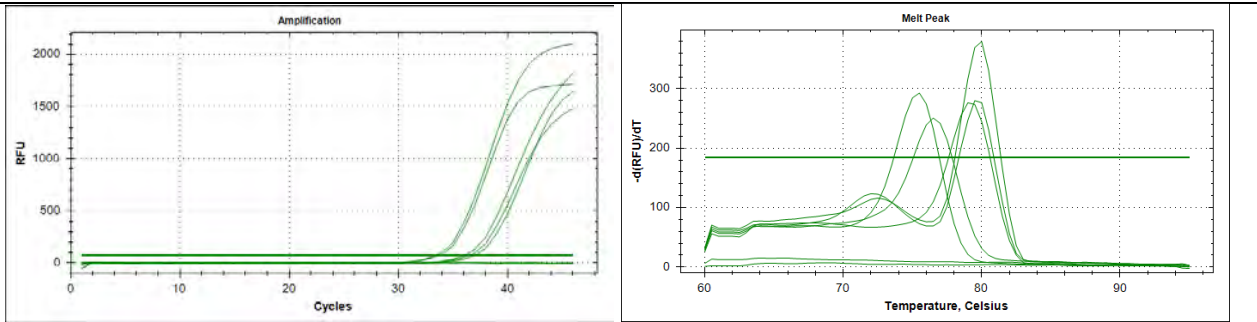 Amplification
2000
1500
1000
500
0
RFU
0 10 20 30 40
Cycles
Melt Peak
300
200
100
0
-d(RFU)/dT
60 70 80 90
Temperature, Celsius